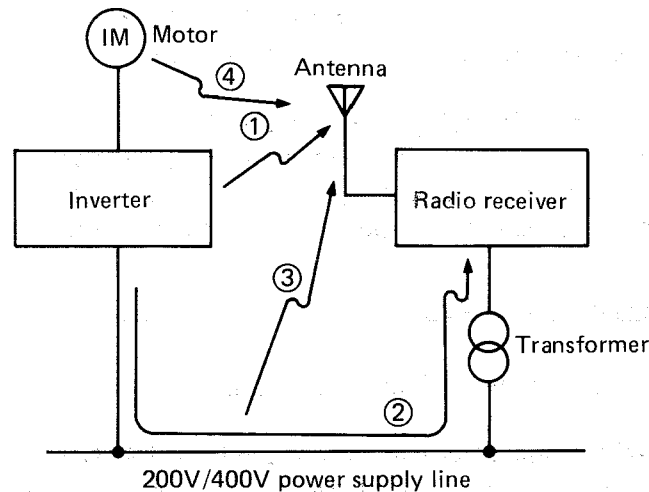 IM Motor
④
Antenna
①
Inverter
Radio receiver
③
Transformer
②
200V/400V power supply line